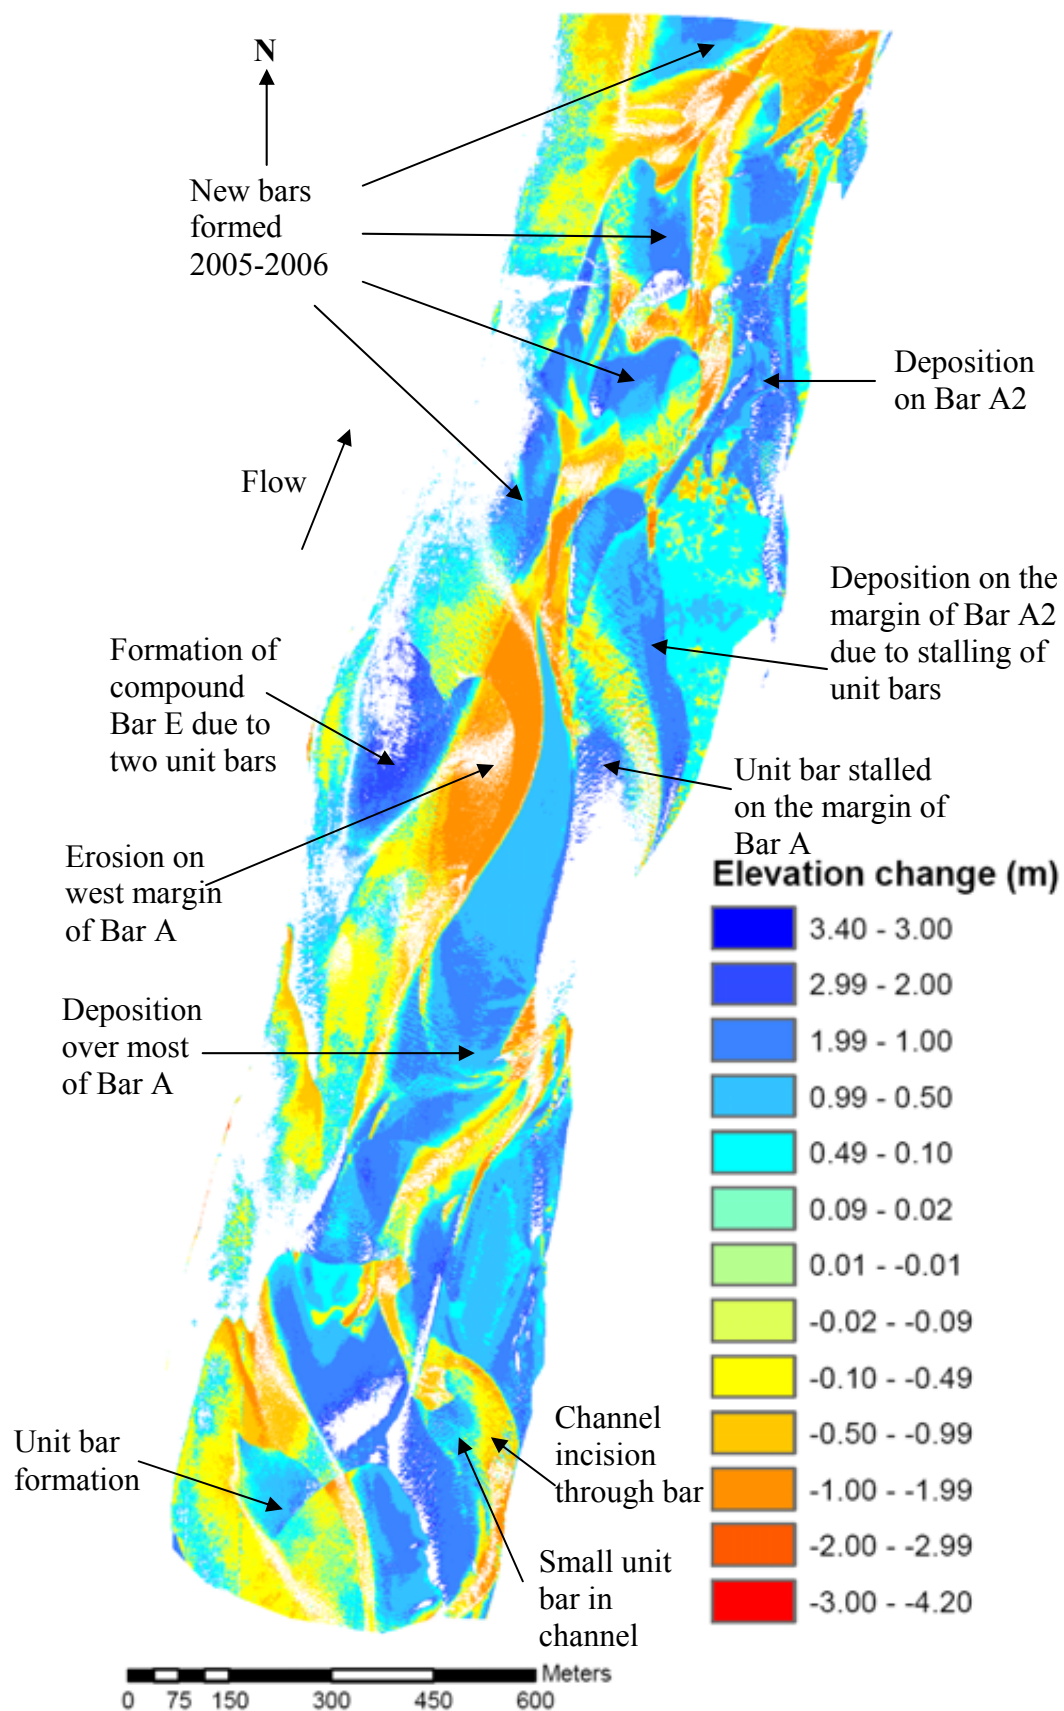 N
New bars
formed
2005-2006
Deposition
on Bar A2
Flow
Deposition on the
margin of Bar A2
due to stalling of
unit bars
Formation of
compound
Bar E due to
two unit bars
Unit bar stalled
on the margin of
Bar A
Erosion on
west margin
of Bar A
Elevation change (m)
3.40 - 3.00
2.99 - 2.00
1.99 - 1.00
0.99 - 0.50
0.49 - 0.10
0.09 - 0.02
0.01 - -0.01
-0.02 - -0.09
-0.10 - -0.49
-0.50 - -0.99
-1.00 - -1.99
-2.00 - -2.99
-3.00 - -4.20
Deposition
over most
of Bar A
Channel
incision
through bar
Unit bar
formation
Small unit
bar in
channel
Meters
0 75 150 300 450 600